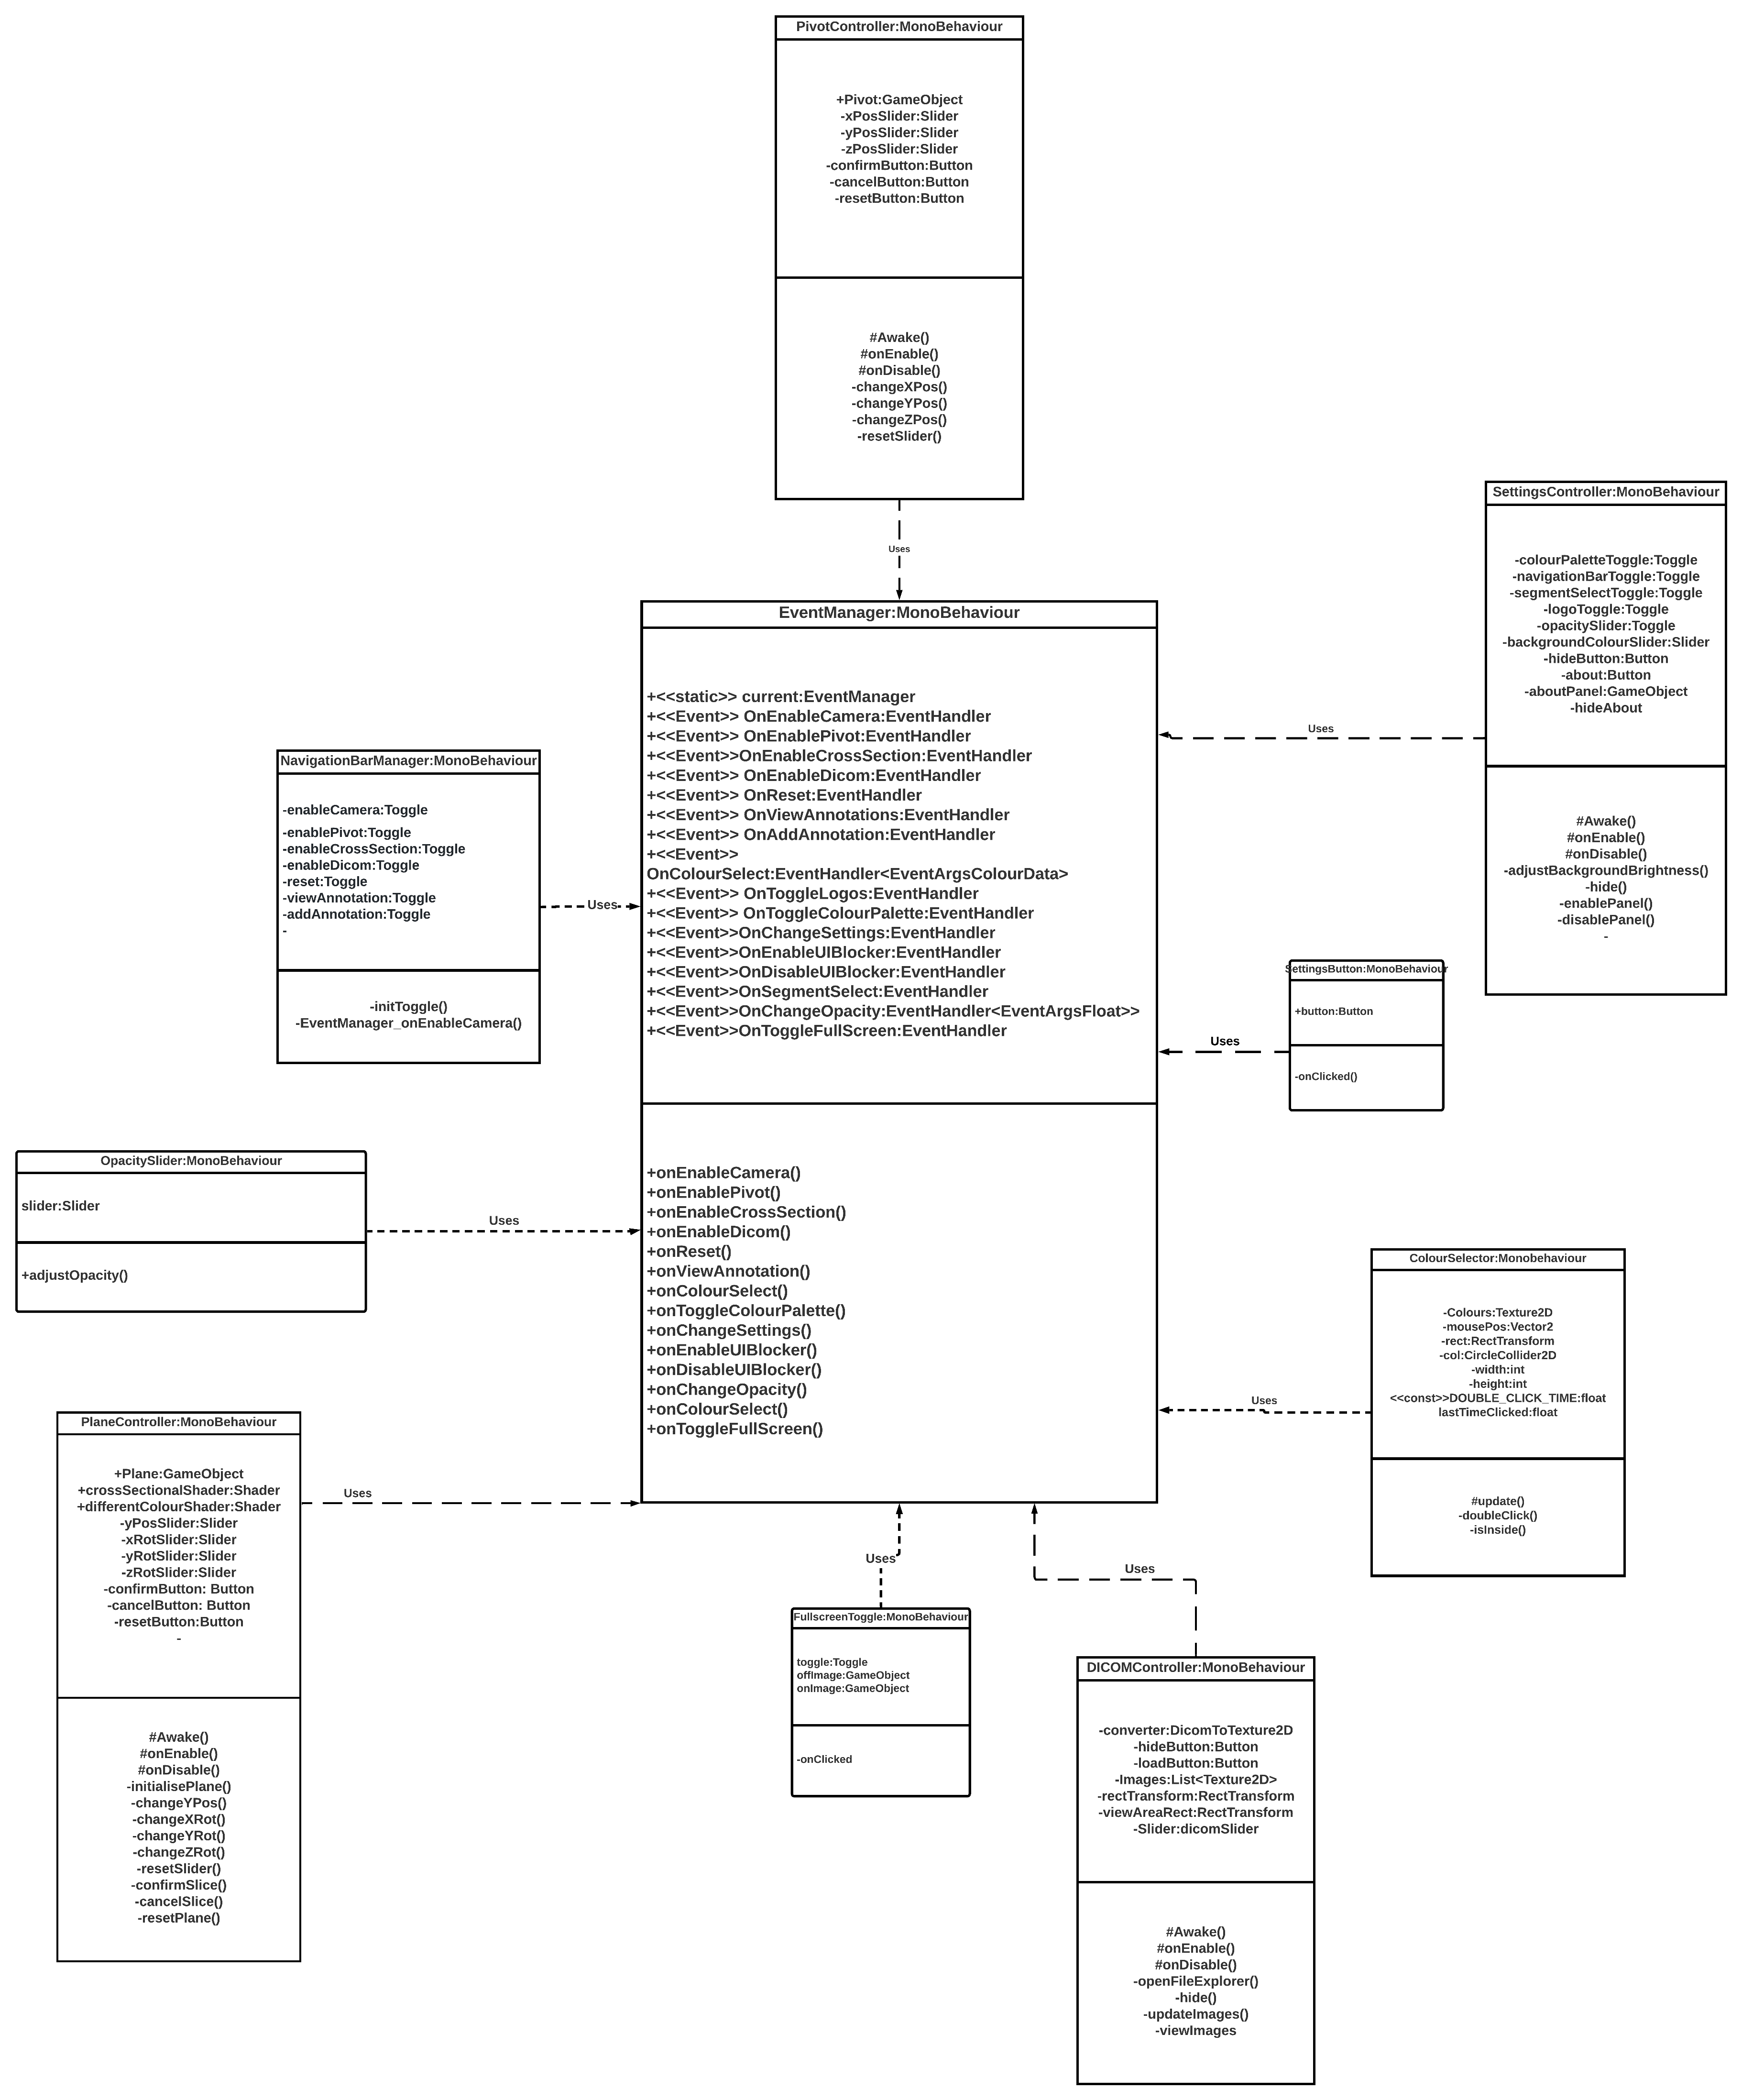 PivotController:MonoBehaviour
+Pivot:GameObject
-xPosSlider:Slider
-yPosSlider:Slider
-zPosSlider:Slider
-confirmButton:Button
-cancelButton:Button
-resetButton:Button
#Awake()
#onEnable()
#onDisable()
-changeXPos()
-changeYPos()
-changeZPos()
-resetSlider()
Uses
EventManager:MonoBehaviour
+<<static>> current:EventManager
+<<Event>> OnEnableCamera:EventHandler
+<<Event>> OnEnablePivot:EventHandler
+<<Event>>OnEnableCrossSection:EventHandler
+<<Event>> OnEnableDicom:EventHandler
+<<Event>> OnReset:EventHandler
+<<Event>> OnViewAnnotations:EventHandler
+<<Event>> OnAddAnnotation:EventHandler
+<<Event>>
OnColourSelect:EventHandler<EventArgsColourData>
+<<Event>> OnToggleLogos:EventHandler
+<<Event>> OnToggleColourPalette:EventHandler
+<<Event>>OnChangeSettings:EventHandler
+<<Event>>OnEnableUIBlocker:EventHandler
+<<Event>>OnDisableUIBlocker:EventHandler
+<<Event>>OnSegmentSelect:EventHandler
+<<Event>>OnChangeOpacity:EventHandler<EventArgsFloat>>
+<<Event>>OnToggleFullScreen:EventHandler
+onEnableCamera()
+onEnablePivot()
+onEnableCrossSection()
+onEnableDicom()
+onReset()
+onViewAnnotation()
+onColourSelect()
+onToggleColourPalette()
+onChangeSettings()
+onEnableUIBlocker()
+onDisableUIBlocker()
+onChangeOpacity()
+onColourSelect()
+onToggleFullScreen()
SettingsController:MonoBehaviour
-colourPaletteToggle:Toggle
-navigationBarToggle:Toggle
-segmentSelectToggle:Toggle
-logoToggle:Toggle
-opacitySlider:Toggle
-backgroundColourSlider:Slider
-hideButton:Button
-about:Button
-aboutPanel:GameObject
-hideAbout
#Awake()
#onEnable()
#onDisable()
-adjustBackgroundBrightness()
-hide()
-enablePanel()
-disablePanel()
-
Uses
NavigationBarManager:MonoBehaviour
-enableCamera:Toggle
-enablePivot:Toggle
-enableCrossSection:Toggle
-enableDicom:Toggle
-reset:Toggle
-viewAnnotation:Toggle
-addAnnotation:Toggle
-
-initToggle()
-EventManager_onEnableCamera()
Uses
SettingsButton:MonoBehaviour
+button:Button
-onClicked()
Uses
OpacitySlider:MonoBehaviour
slider:Slider
+adjustOpacity()
Uses
ColourSelector:Monobehaviour
-Colours:Texture2D
-mousePos:Vector2
-rect:RectTransform
-col:CircleCollider2D
-width:int
-height:int
<<const>>DOUBLE_CLICK_TIME:float
lastTimeClicked:float
#update()
-doubleClick()
-isInside()
Uses
PlaneController:MonoBehaviour
+Plane:GameObject
+crossSectionalShader:Shader
+differentColourShader:Shader
-yPosSlider:Slider
-xRotSlider:Slider
-yRotSlider:Slider
-zRotSlider:Slider
-confirmButton: Button
-cancelButton: Button
-resetButton:Button
-
#Awake()
#onEnable()
#onDisable()
-initialisePlane()
-changeYPos()
-changeXRot()
-changeYRot()
-changeZRot()
-resetSlider()
-confirmSlice()
-cancelSlice()
-resetPlane()
Uses
Uses
FullscreenToggle:MonoBehaviour
toggle:Toggle
offImage:GameObject
onImage:GameObject
-onClicked
Uses
DICOMController:MonoBehaviour
-converter:DicomToTexture2D
-hideButton:Button
-loadButton:Button
-Images:List<Texture2D>
-rectTransform:RectTransform
-viewAreaRect:RectTransform
-Slider:dicomSlider
#Awake()
#onEnable()
#onDisable()
-openFileExplorer()
-hide()
-updateImages()
-viewImages